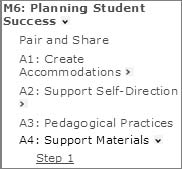 M6: Planning Student
Success
Pair and Share
A1: Create
Accommodations
A2: Support Self-Direction
A3: Pedagogical Practices
A4: Support Materials
Step 1